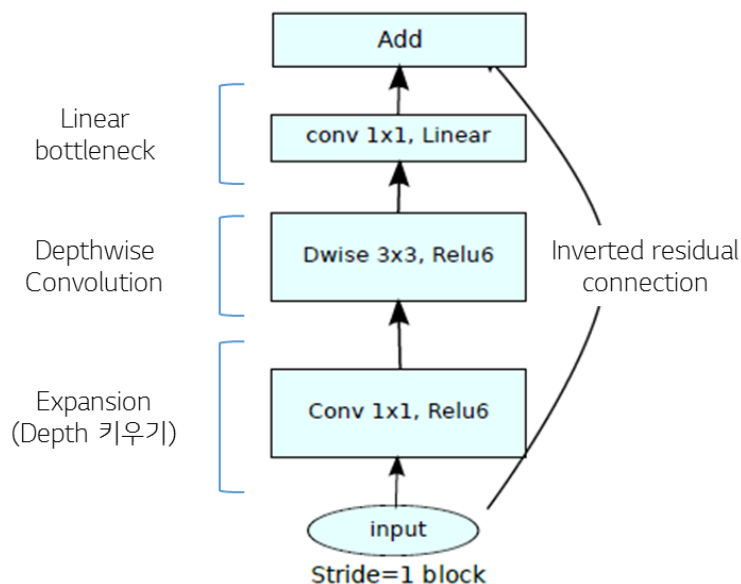 Add
Linear
bottleneck
conv 1x1, Linear
Depthwise
Convolution
Dwise 3x3, Relu6
Inverted residual
connection
Expansion
(Depth 키우기)
Conv 1x1, Relu6
input
Stride=1 block